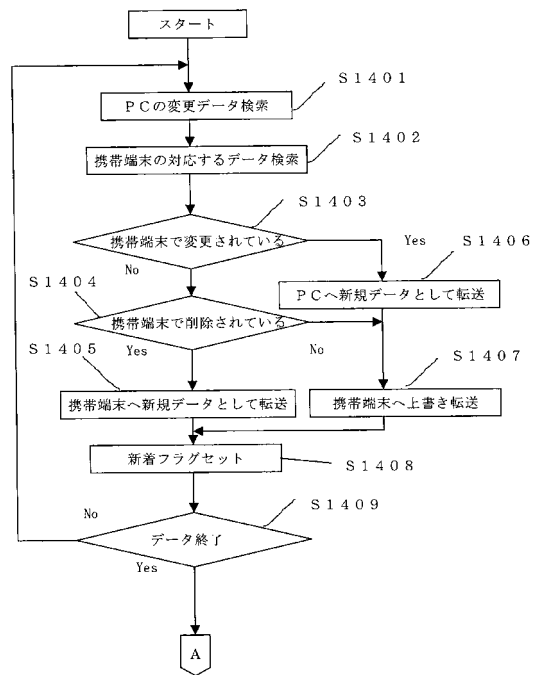 スタート
S1401
PCの変更データ検索
S1402
携帯端末の対応するデータ検索
S1403
携帯端末で変更されている
Yes
S1406
No
S1404
PCへ新規データとして転送
携帯端末で削除されている
S1405
Yes
No
S1407
携帯端末へ新規データとして転送
携帯端末へ上書き転送
新着フラグセット
S1408
S1409
No
データ終了
Yes
A